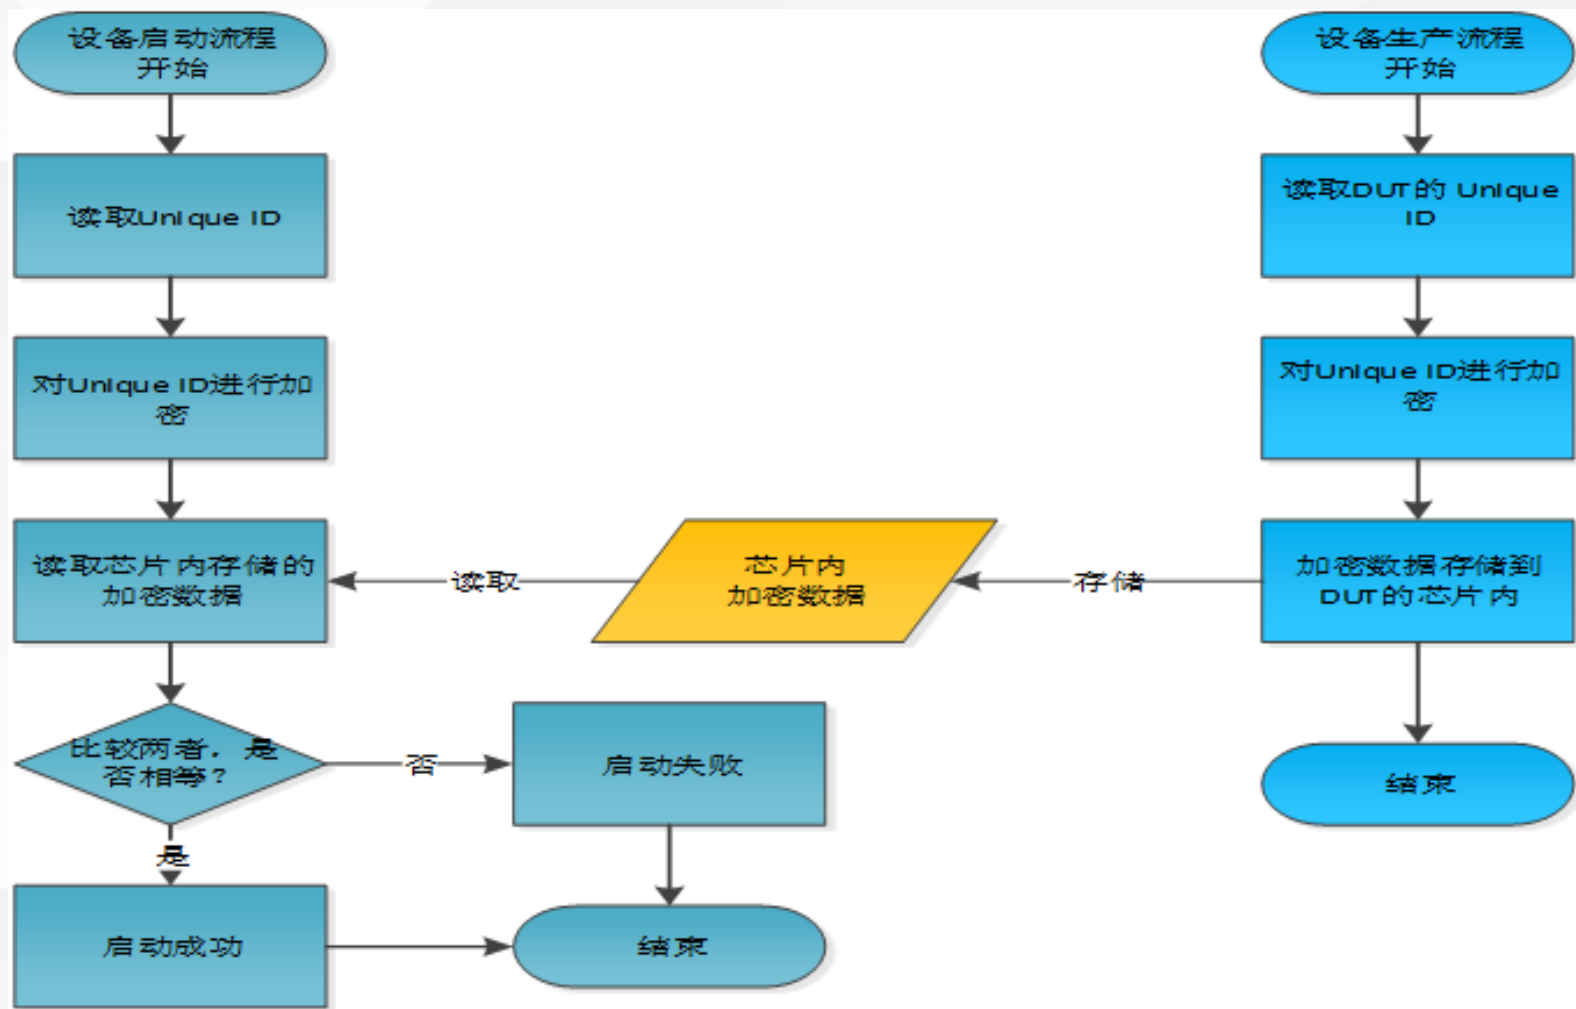 设备启动流程
开始
读取Unique ID
对Unique ID进行加
密
读取芯片内存储的
加密数据
比较两者，是
否相等？
是
启动成功
否
启动失败
结束
读取
芯片内
加密数据
存储
设备生产流程
开始
读取DUT的 Unique
ID
对Unique ID进行加
密
加密数据存储到
DUT的芯片内
结束